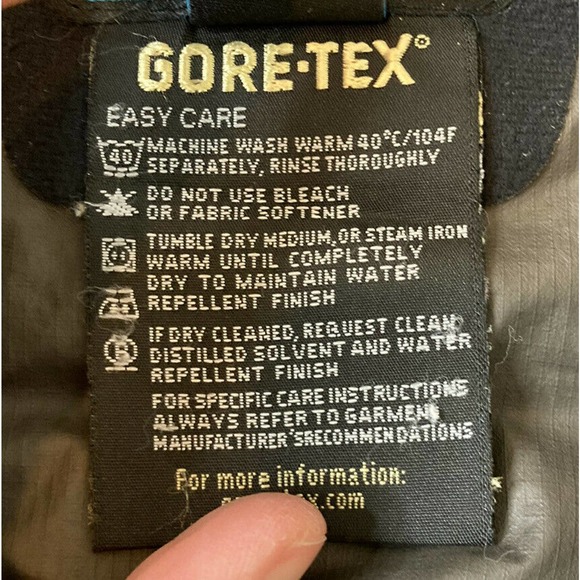 GORE-TEX®
EASY CARE
40 MACHINE WASH WARM 40°C/104F
SEPARATELY, RINSE THOROUGHLY
DO NOT USE BLEACH
OR FABRIC SOFTENER
TUMBLE DRY MEDIUM, OR STEAM IRON
WARM UNTIL COMPLETELY
DRY TO MAINTAIN WATER
REPELLENT FINISH
IF DRY CLEANED, REQUEST CLEAN
DISTILLED SOLVENT AND WATER
REPELLENT FINISH
FOR SPECIFIC CARE INSTRUCTIONS
ALWAYS REFER TO GARMENT
MANUFACTURER'S RECOMMENDATIONS
For more information: